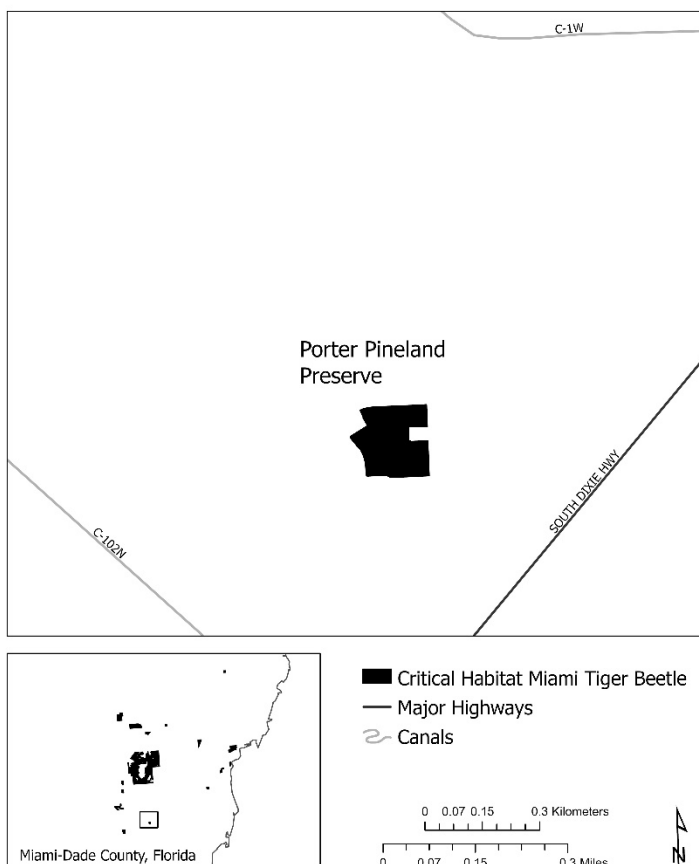 C-1W
Porter Pineland
Preserve
SOUTH DIXIE HWY
C-102N
Critical Habitat Miami Tiger Beetle
Major Highways
Canals
0 0.07 0.15 0.3 Kilometers
0 0.07 0.15 0.3 Miles
Miami-Dade County, Florida
N